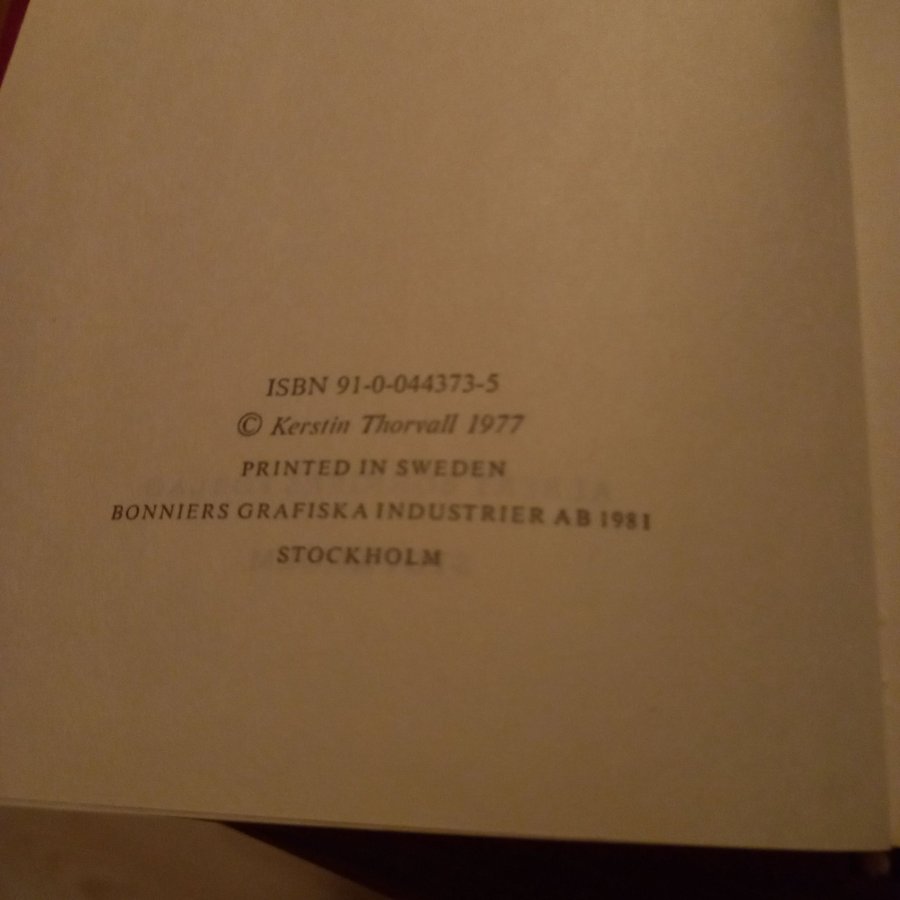 ISBN 91-0-044373-5
© Kerstin Thorvall 1977
PRINTED IN SWEDEN
BONNIERS GRAFISKA INDUSTRIER AB 1981
STOCKHOLM